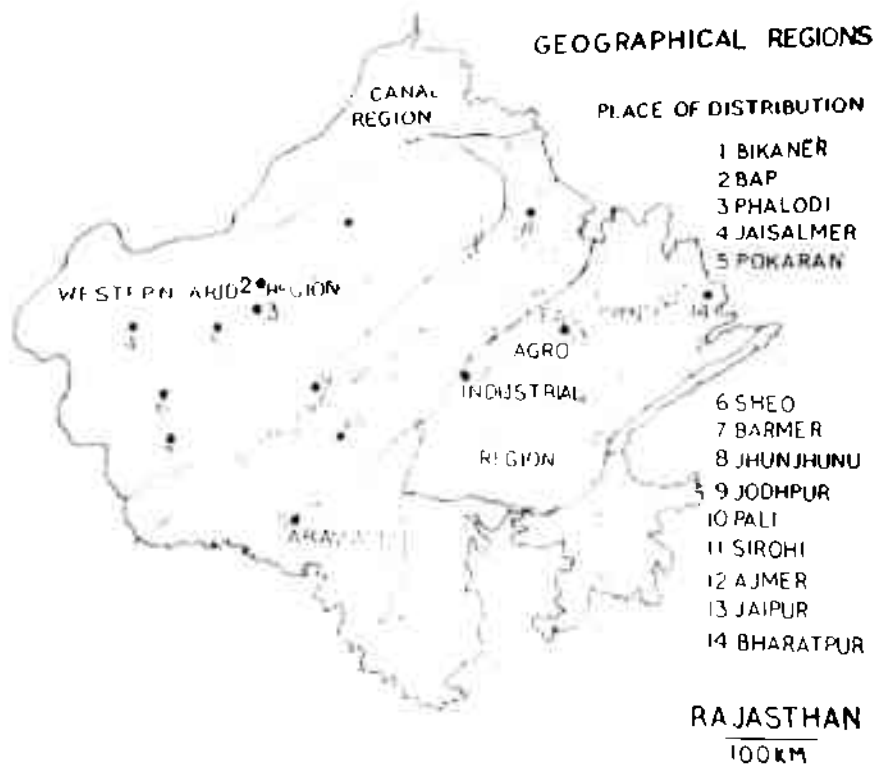 GEOGRAPHICAL REGIONS
CANAL
REGION
PLACE OF DISTRIBUTION
1 BIKANER
2 BAP
3 PHALODI
4 JAISALMER
5 POKARAN
WESTERN ARID 2 REGION
3
14
AGRO
INDUSTRIAL
REGION
6 SHEO
7 BARMER
8 JHUNJHUNU
9 JODHPUR
10 PALI
11 SIROHI
12 AJMER
13 JAIPUR
14 BHARATPUR
RAJASTHAN
100KM